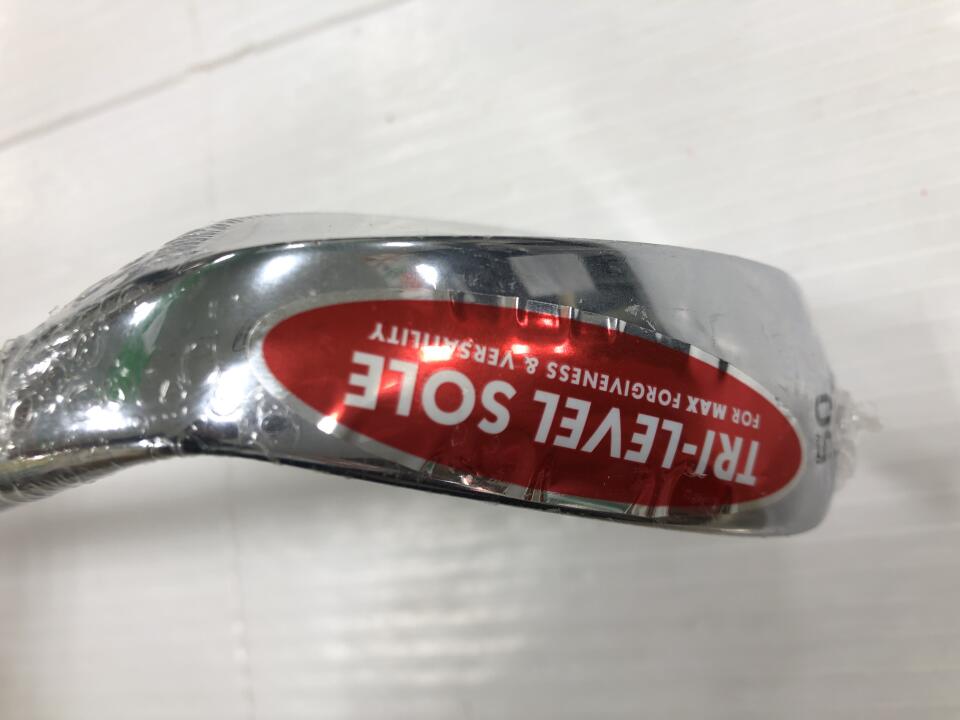 TRI-LEVEL SOLE
FOR MAX FORGIVENESS & VERSATILITY